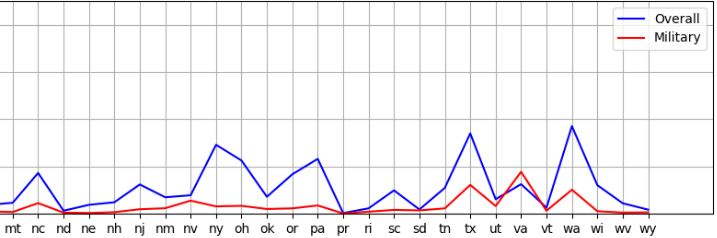 Overall
Military
mt nc nd ne nh nj nm nv ny oh ok or pa pr ri sc sd tn tx ut va vt wa wi wv wy